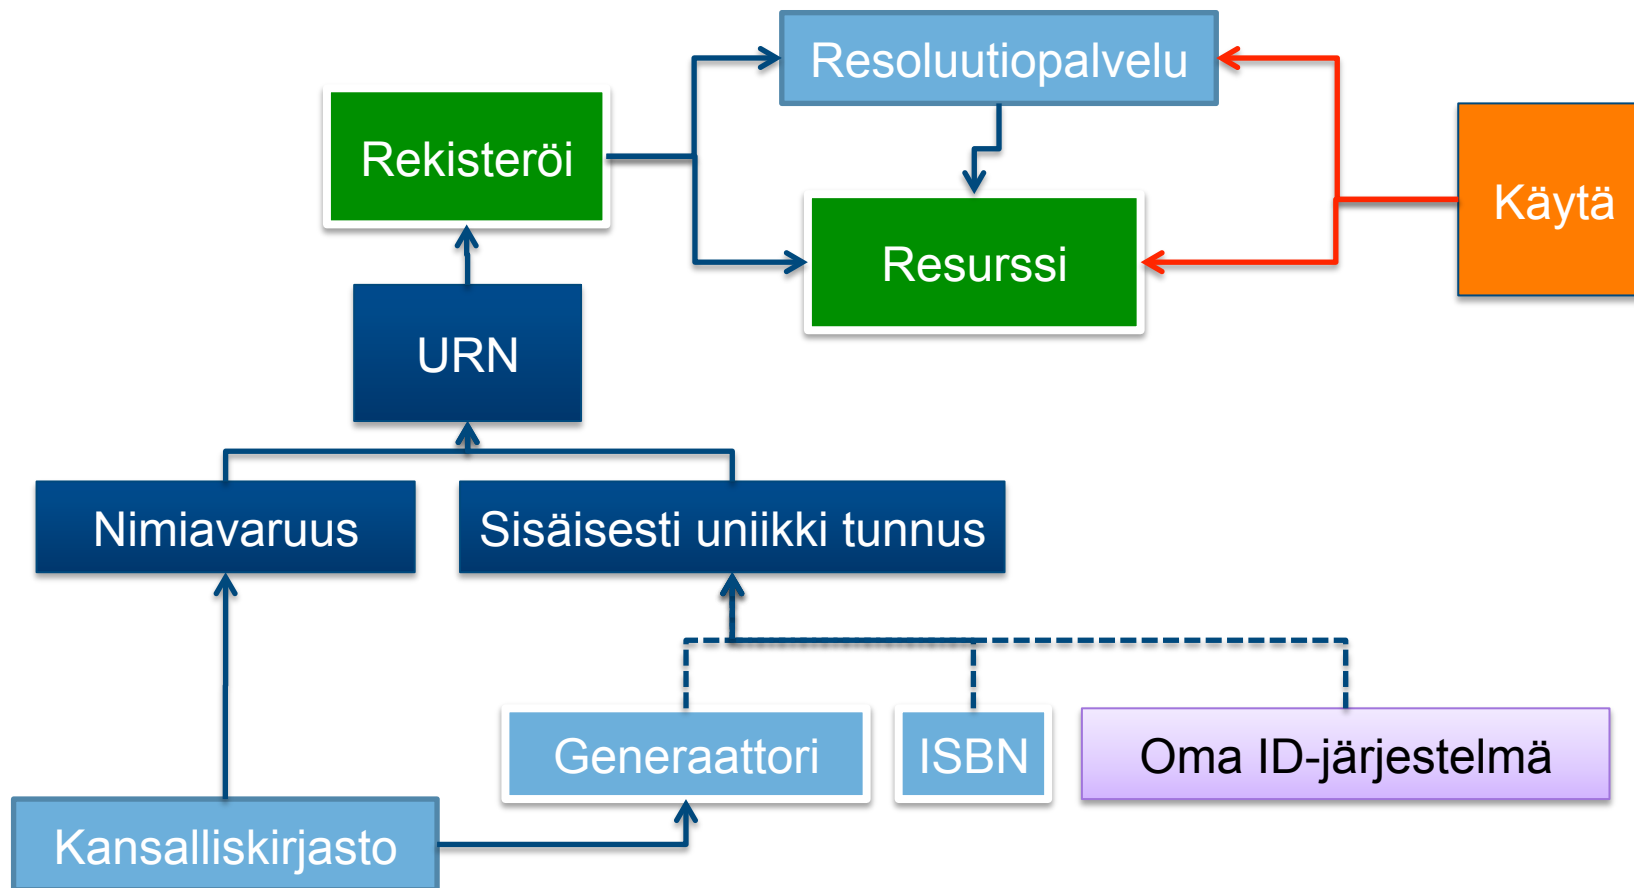 Resoluutiopalvelu
Rekisteröi
Käytä
Resurssi
URN
Nimiavaruus
Sisäisesti uniikki tunnus
Generaattori
ISBN
Oma ID-järjestelmä
Kansalliskirjasto